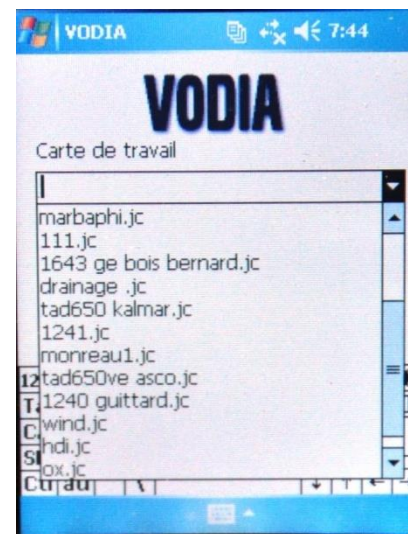 VODIA 7:44
VODIA
Carte de travail
marbaphi.jc
111.jc
1643 ge bois bernard.jc
drainage .jc
tad650 kalmar.jc
1241.jc
monreau1.jc
tad650ve asco.jc
1240 guittard.jc
wind.jc
hdi.jc
ox.jc